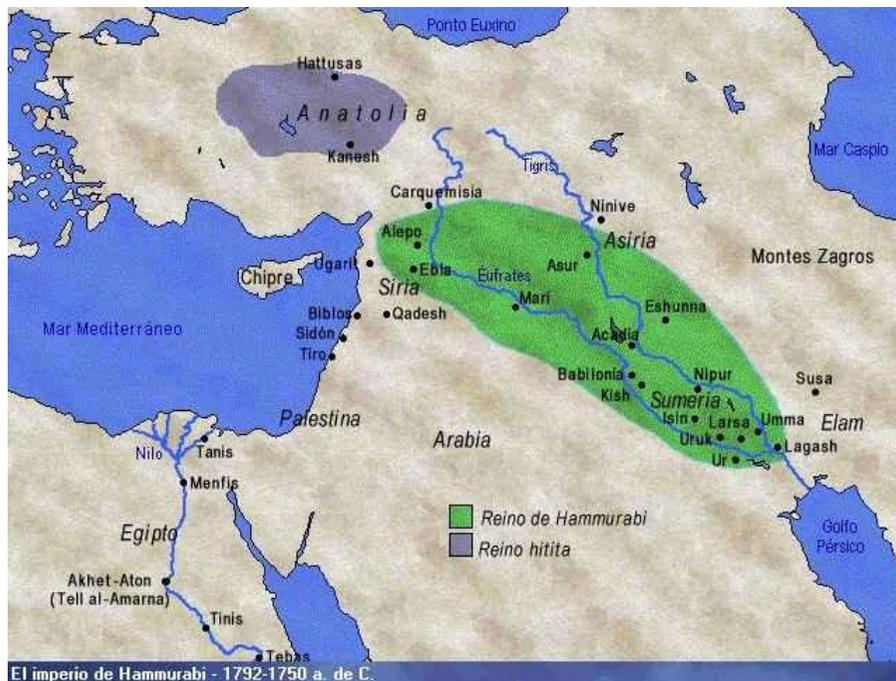 Ponto Euxino
Hattusas
Anatolia
Kanesh
Tigris
Mar Caspio
Carquemisia
Ninive
Alepo
Asiria
Montes Zagros
Chipre
Ugarit
Ebla
Asur
Siria
Éufrates
Mari
Eshunna
Mar Mediterráneo
Biblos
Qadesh
Sidón
Acadia
Tiro
Babilonia
Nipur
Susa
Kish
Sumeria
Palestina
Isin
Larsa
Umma
Elam
Arabia
Uruk
Lagash
Nilo
Tanis
Ur
Menfis
Egipto
Reino de Hammurabi
Reino hitita
Golfo
Pérsico
Akhet-Aton
(Tell al-Amarna)
Tinis
Tebas
El imperio de Hammurabi - 1792-1750 a. de C.